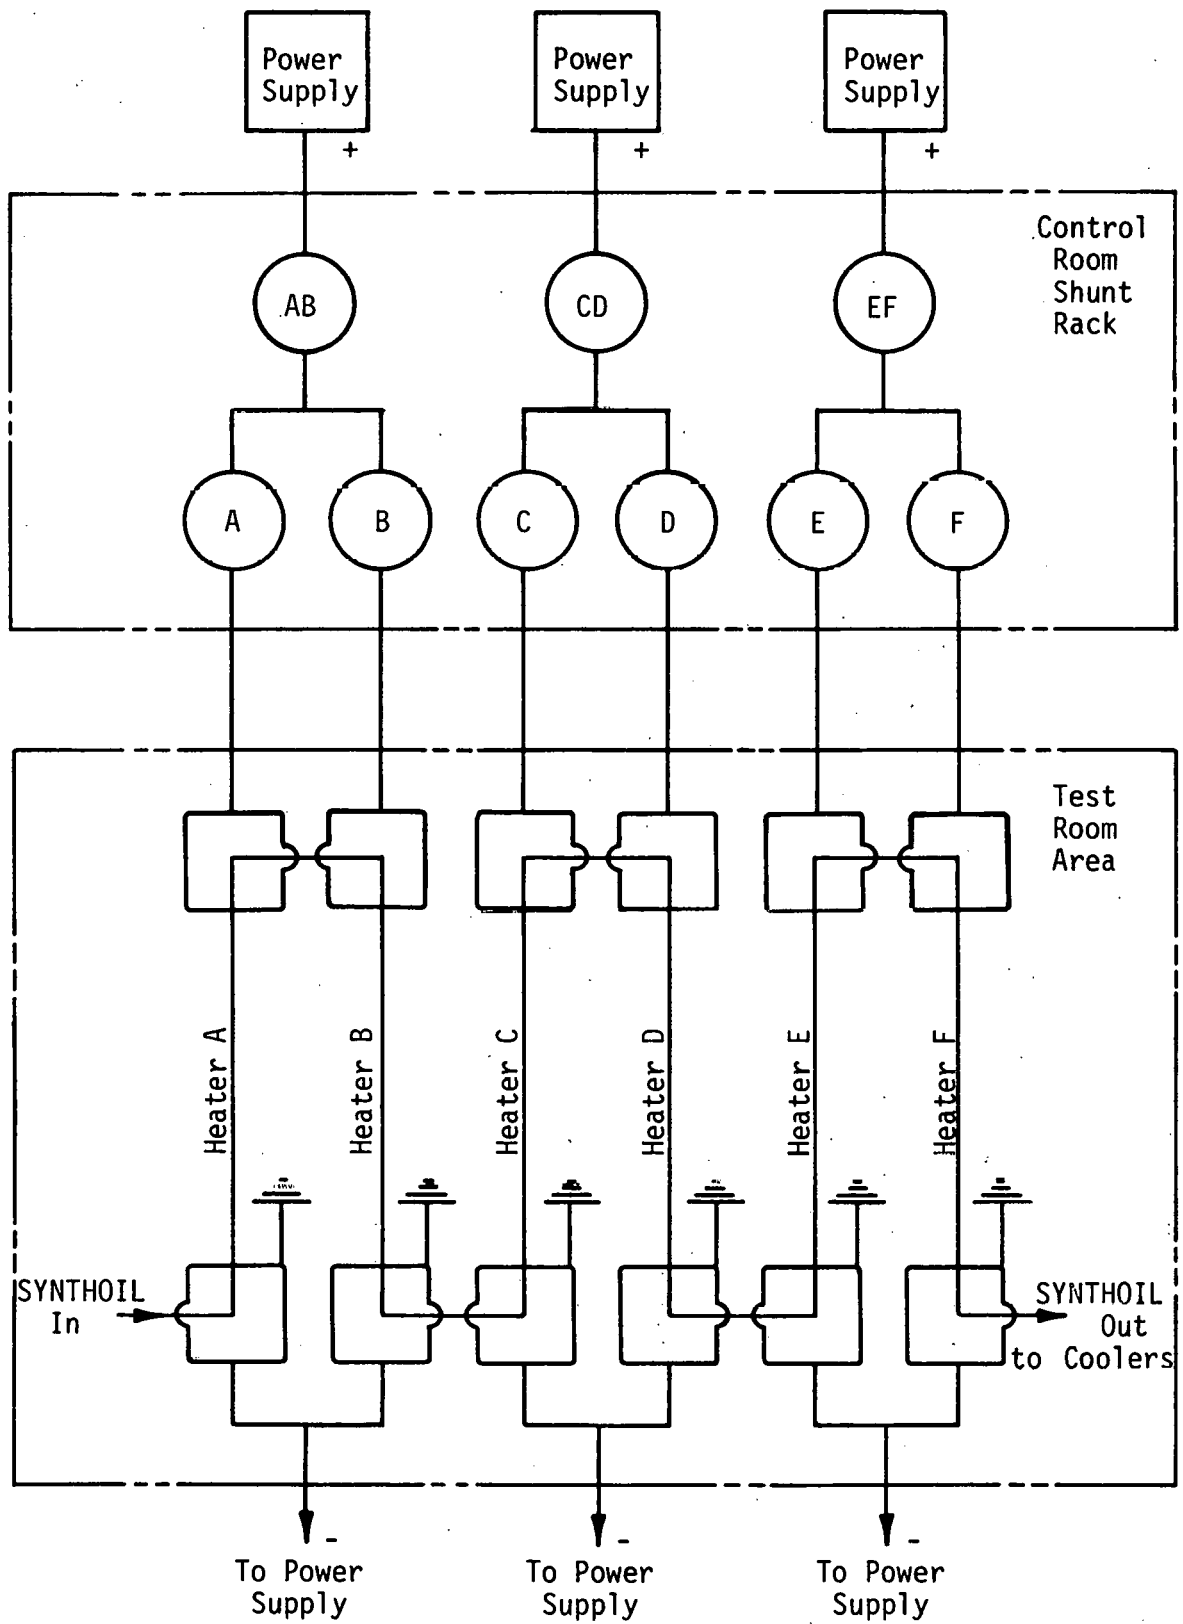 Power
Supply
+
Power
Supply
+
Power
Supply
+
Control
Room
Shunt
Rack
AB
CD
EF
A
B
C
D
E
F
Test
Room
Area
Heater A
Heater B
Heater C
Heater D
Heater E
Heater F
SYNTHOIL
In
SYNTHOIL
Out
to Coolers
-
To Power
Supply
-
To Power
Supply
-
To Power
Supply